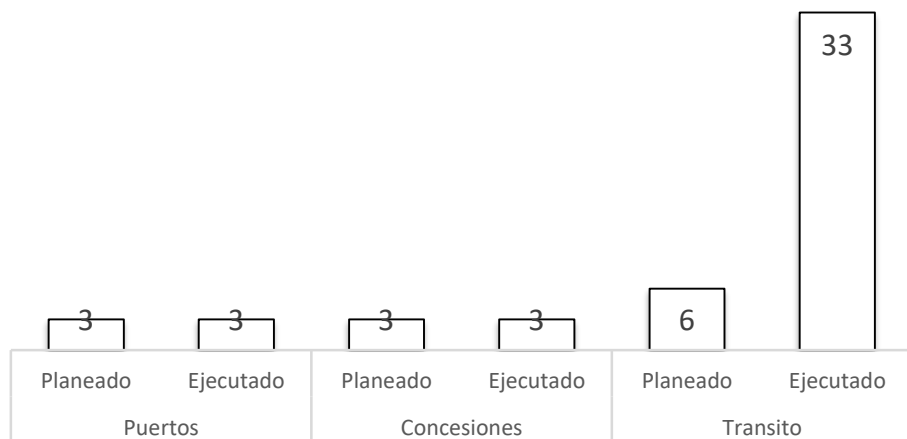 33
3 3 3 3 6
Planeado Ejecutado Planeado Ejecutado Planeado Ejecutado
Puertos Concesiones Transito